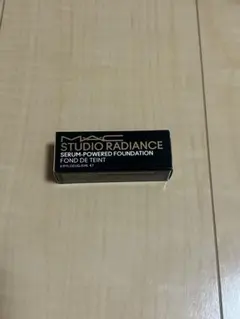 MAC
STUDIO RADIANCE
SERUM-POWERED FOUNDATION
FOND DE TEINT